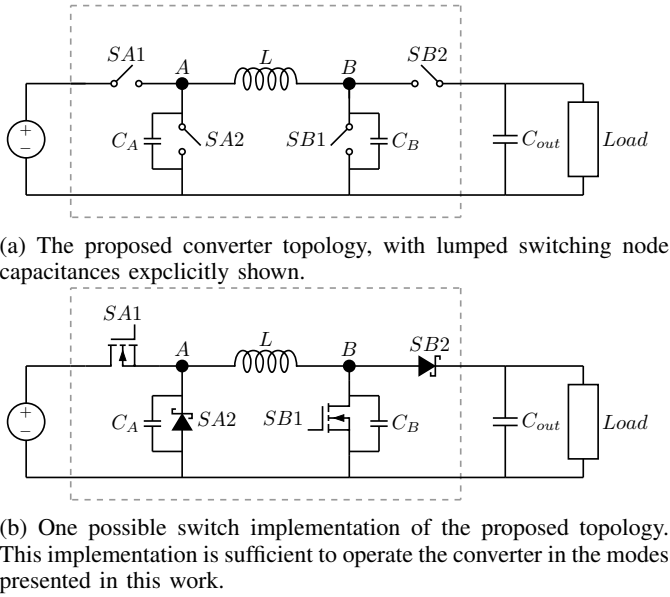 SA1
A
L
B
SB2
C_A
SA2
SB1
C_B
C_out
Load
+
−
(a) The proposed converter topology, with lumped switching node
capacitances expclicitly shown.
SA1
A
L
B
SB2
C_A
SA2
SB1
C_B
C_out
Load
+
−
(b) One possible switch implementation of the proposed topology.
This implementation is sufficient to operate the converter in the modes
presented in this work.